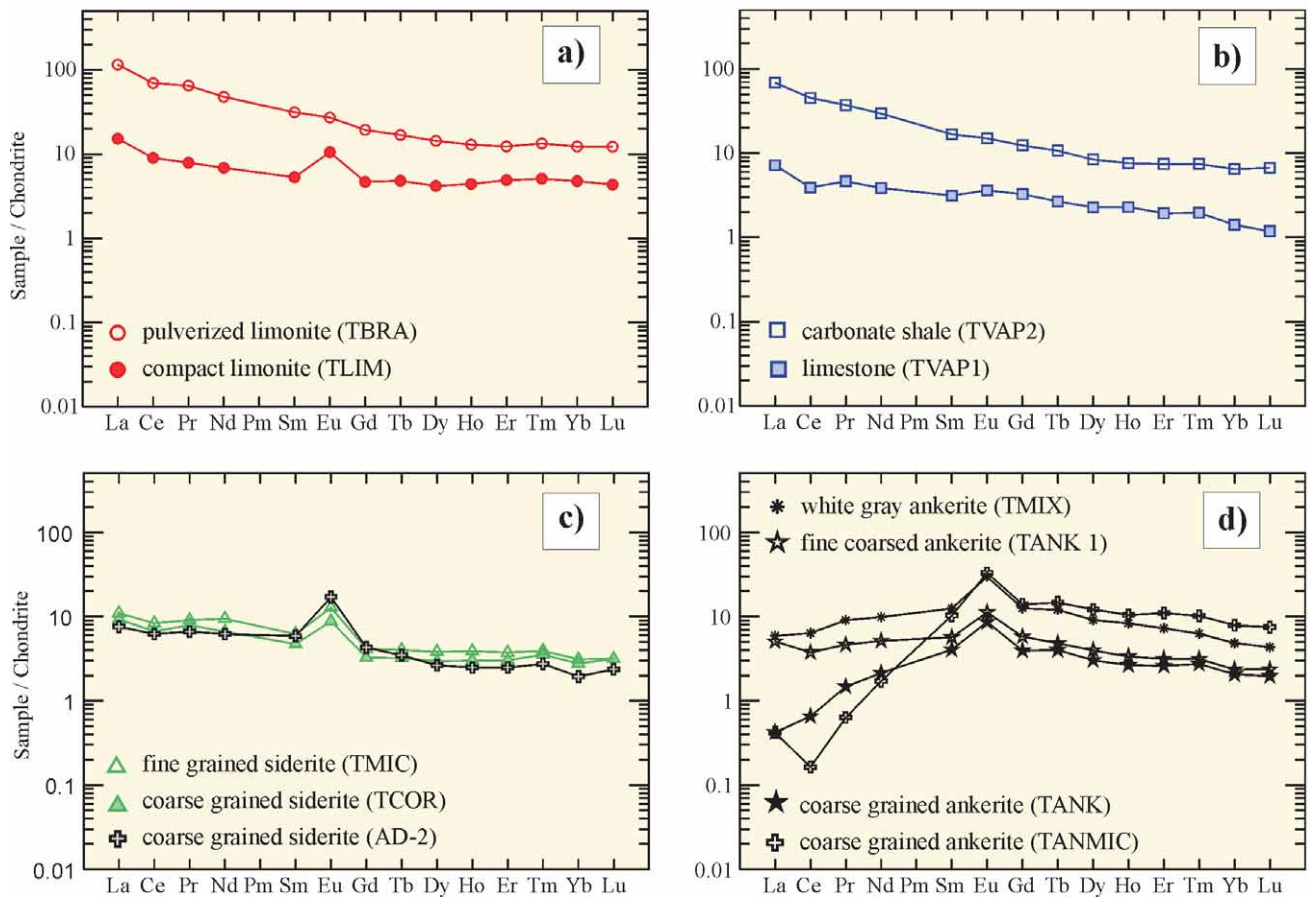 a)
100
10
1
0.1
0.01
Sample / Chondrite
pulverized limonite (TBRA)
compact limonite (TLIM)
La Ce Pr Nd Pm Sm Eu Gd Tb Dy Ho Er Tm Yb Lu
b)
100
10
1
0.1
0.01
carbonate shale (TVAP2)
limestone (TVAP1)
La Ce Pr Nd Pm Sm Eu Gd Tb Dy Ho Er Tm Yb Lu
c)
100
10
1
0.1
0.01
Sample / Chondrite
fine grained siderite (TMIC)
coarse grained siderite (TCOR)
coarse grained siderite (AD-2)
La Ce Pr Nd Pm Sm Eu Gd Tb Dy Ho Er Tm Yb Lu
d)
white gray ankerite (TMIX)
fine coarsed ankerite (TANK 1)
100
10
1
0.1
0.01
coarse grained ankerite (TANK)
coarse grained ankerite (TANMIC)
La Ce Pr Nd Pm Sm Eu Gd Tb Dy Ho Er Tm Yb Lu